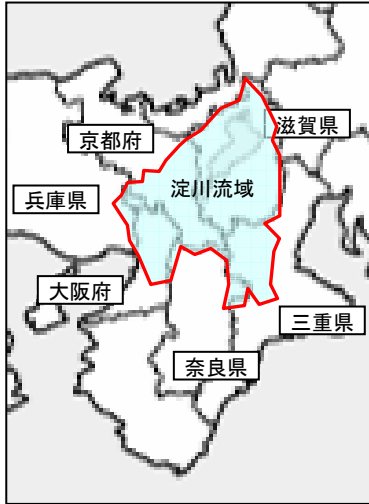 滋賀県
京都府
淀川流域
兵庫県
大阪府
三重県
奈良県